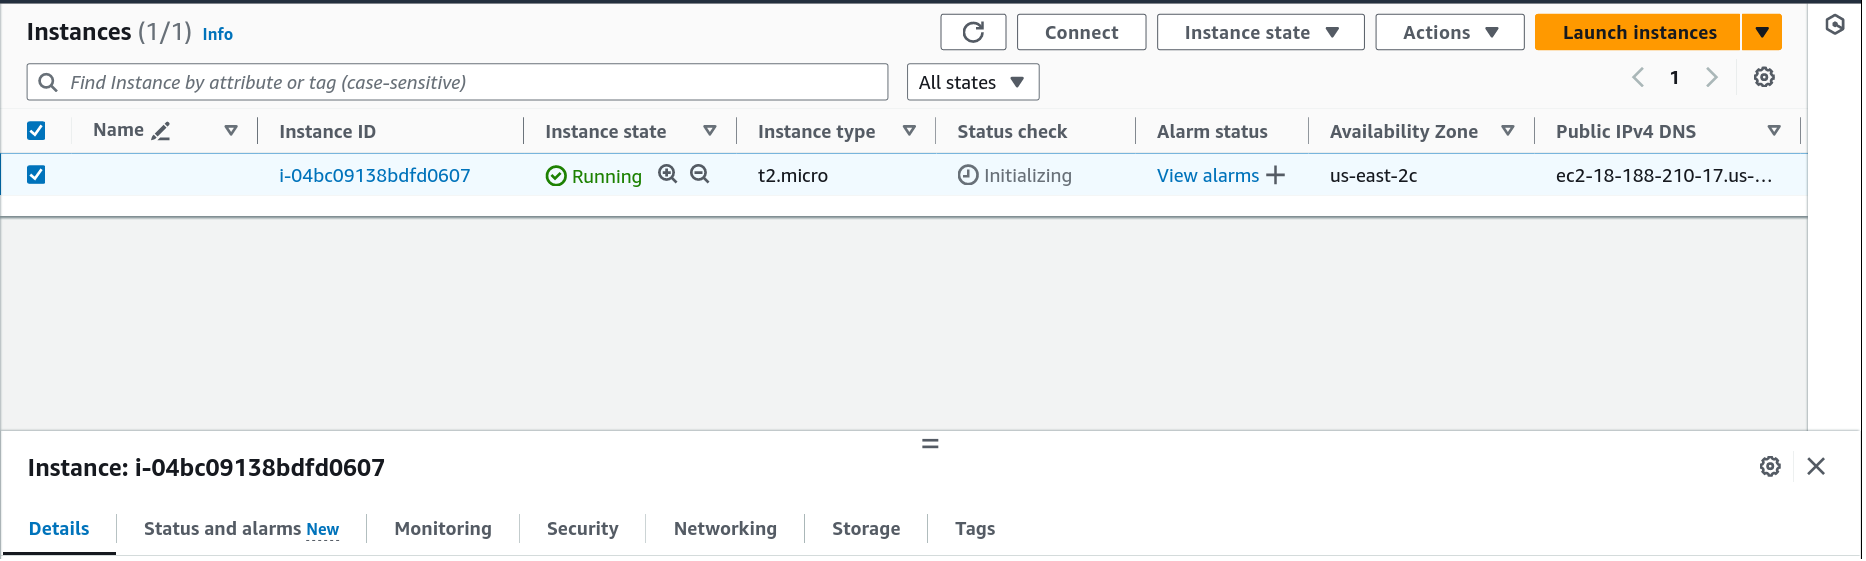 Instances (1/1) Info
Connect
Instance state
Actions
Launch instances
Find Instance by attribute or tag (case-sensitive)
All states
1
Name Instance ID Instance state Instance type Status check Alarm status Availability Zone Public IPv4 DNS
i-04bc09138bdfd0607 Running t2.micro Initializing View alarms + us-east-2c ec2-18-188-210-17.us-...
Instance: i-04bc09138bdfd0607
Details Status and alarms New Monitoring Security Networking Storage Tags